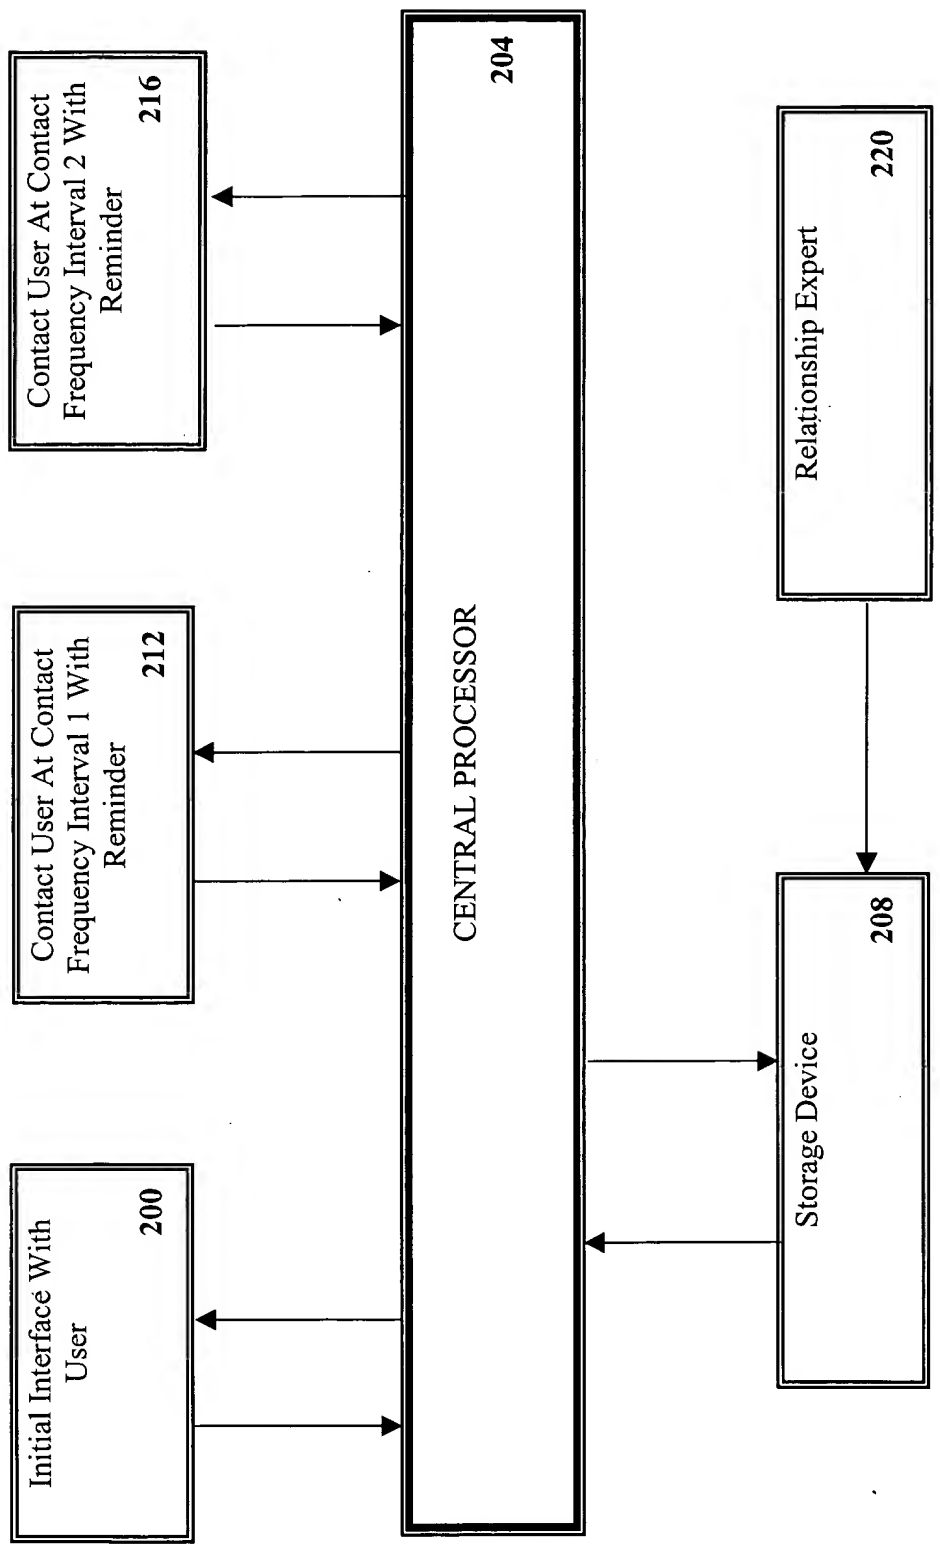 Initial Interface With
User
200
Contact User At Contact
Frequency Interval 1 With
Reminder
212
Contact User At Contact
Frequency Interval 2 With
Reminder
216
CENTRAL PROCESSOR
204
Storage Device
208
Relationship Expert
220